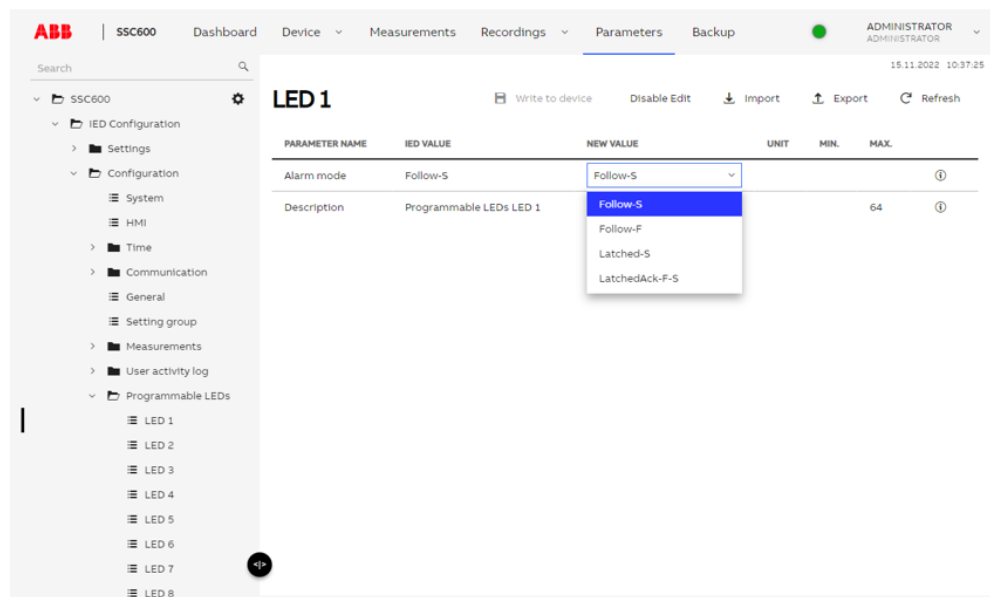 ABB | SSC600 Dashboard Device Measurements Recordings Parameters Backup ADMINISTRATOR
ADMINISTRATOR
Search
15.11.2022 10:37:25
SSC600
IED Configuration
Settings
Configuration
System
HMI
Time
Communication
General
Setting group
Measurements
User activity log
Programmable LEDs
LED 1
LED 2
LED 3
LED 4
LED 5
LED 6
LED 7
LED 8
LED 1 Write to device Disable Edit Import Export Refresh
PARAMETER NAME IED VALUE NEW VALUE UNIT MIN. MAX.
Alarm mode Follow-S Follow-S
Description Programmable LEDs LED 1 64
Follow-S
Follow-F
Latched-S
LatchedAck-F-S